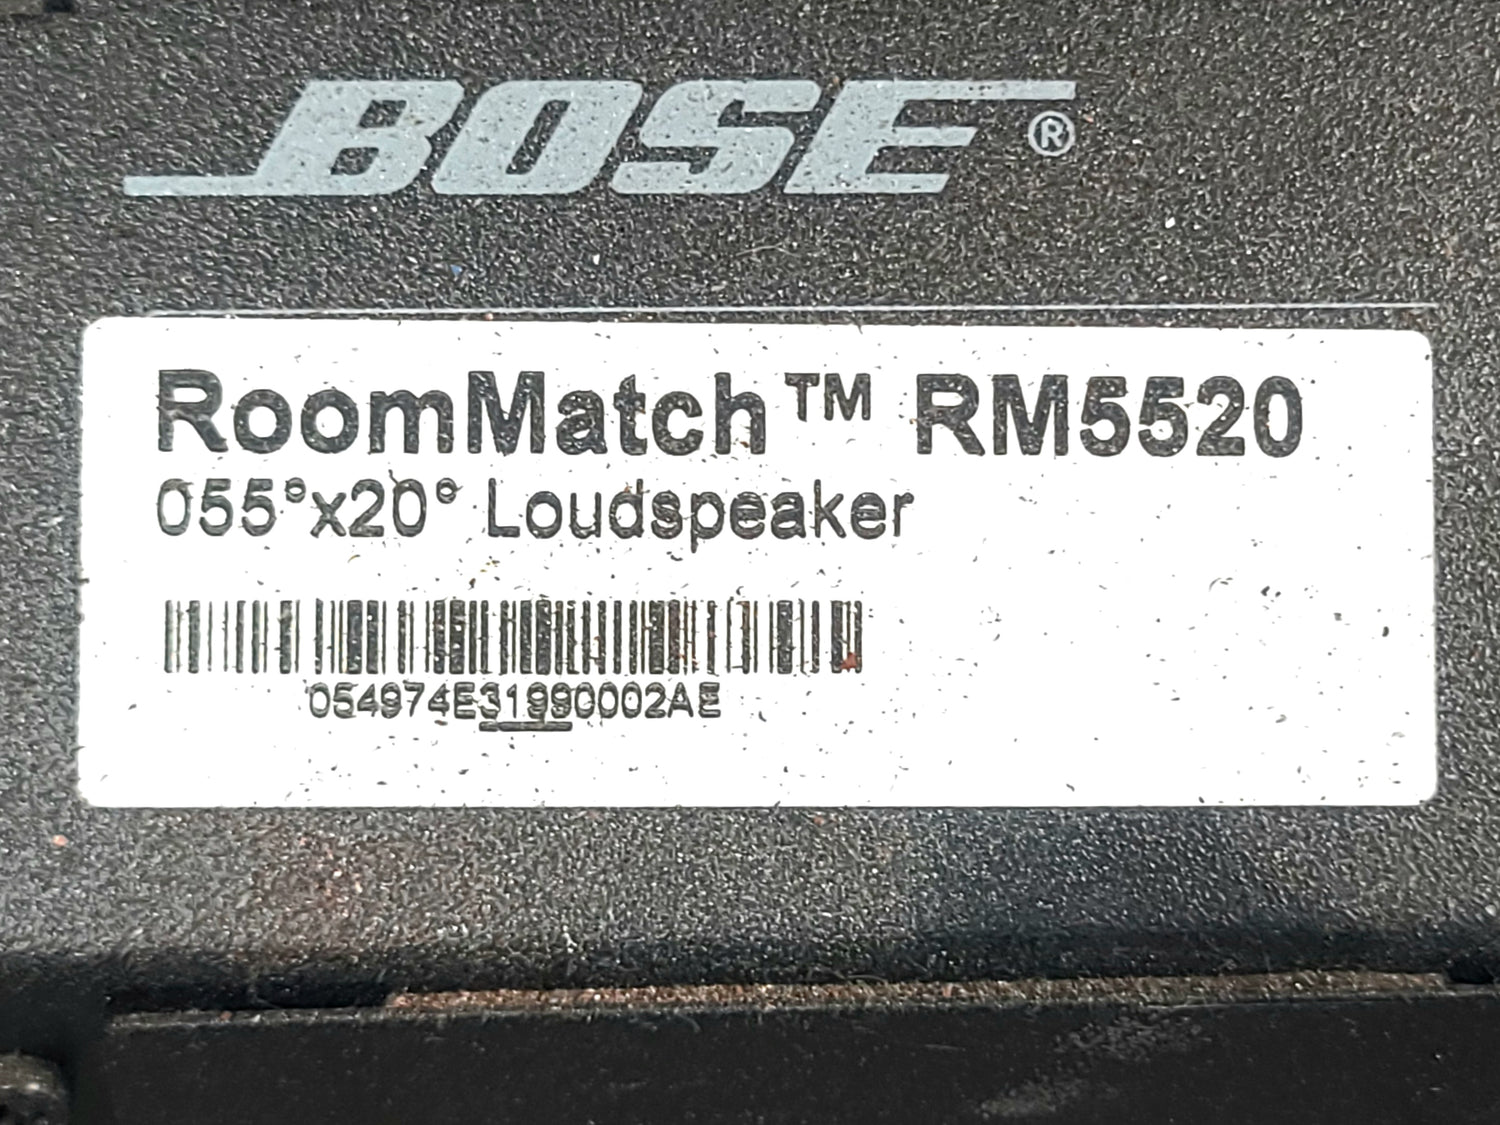 BOSE®
RoomMatch™ RM5520
055°x20° Loudspeaker
054974E31990002AE